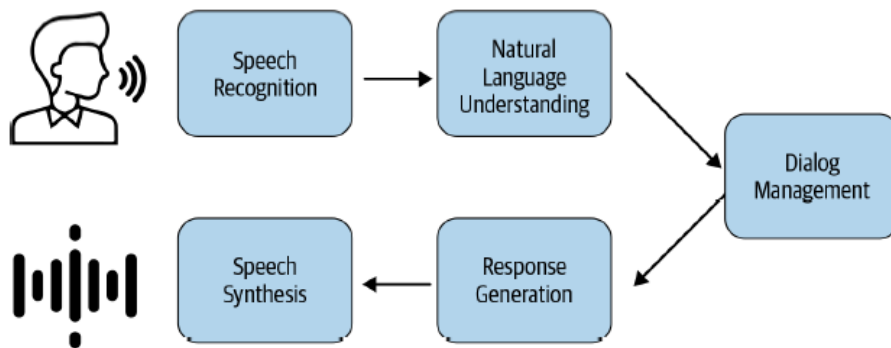 Speech
Recognition
Natural
Language
Understanding
Dialog
Management
Speech
Synthesis
Response
Generation